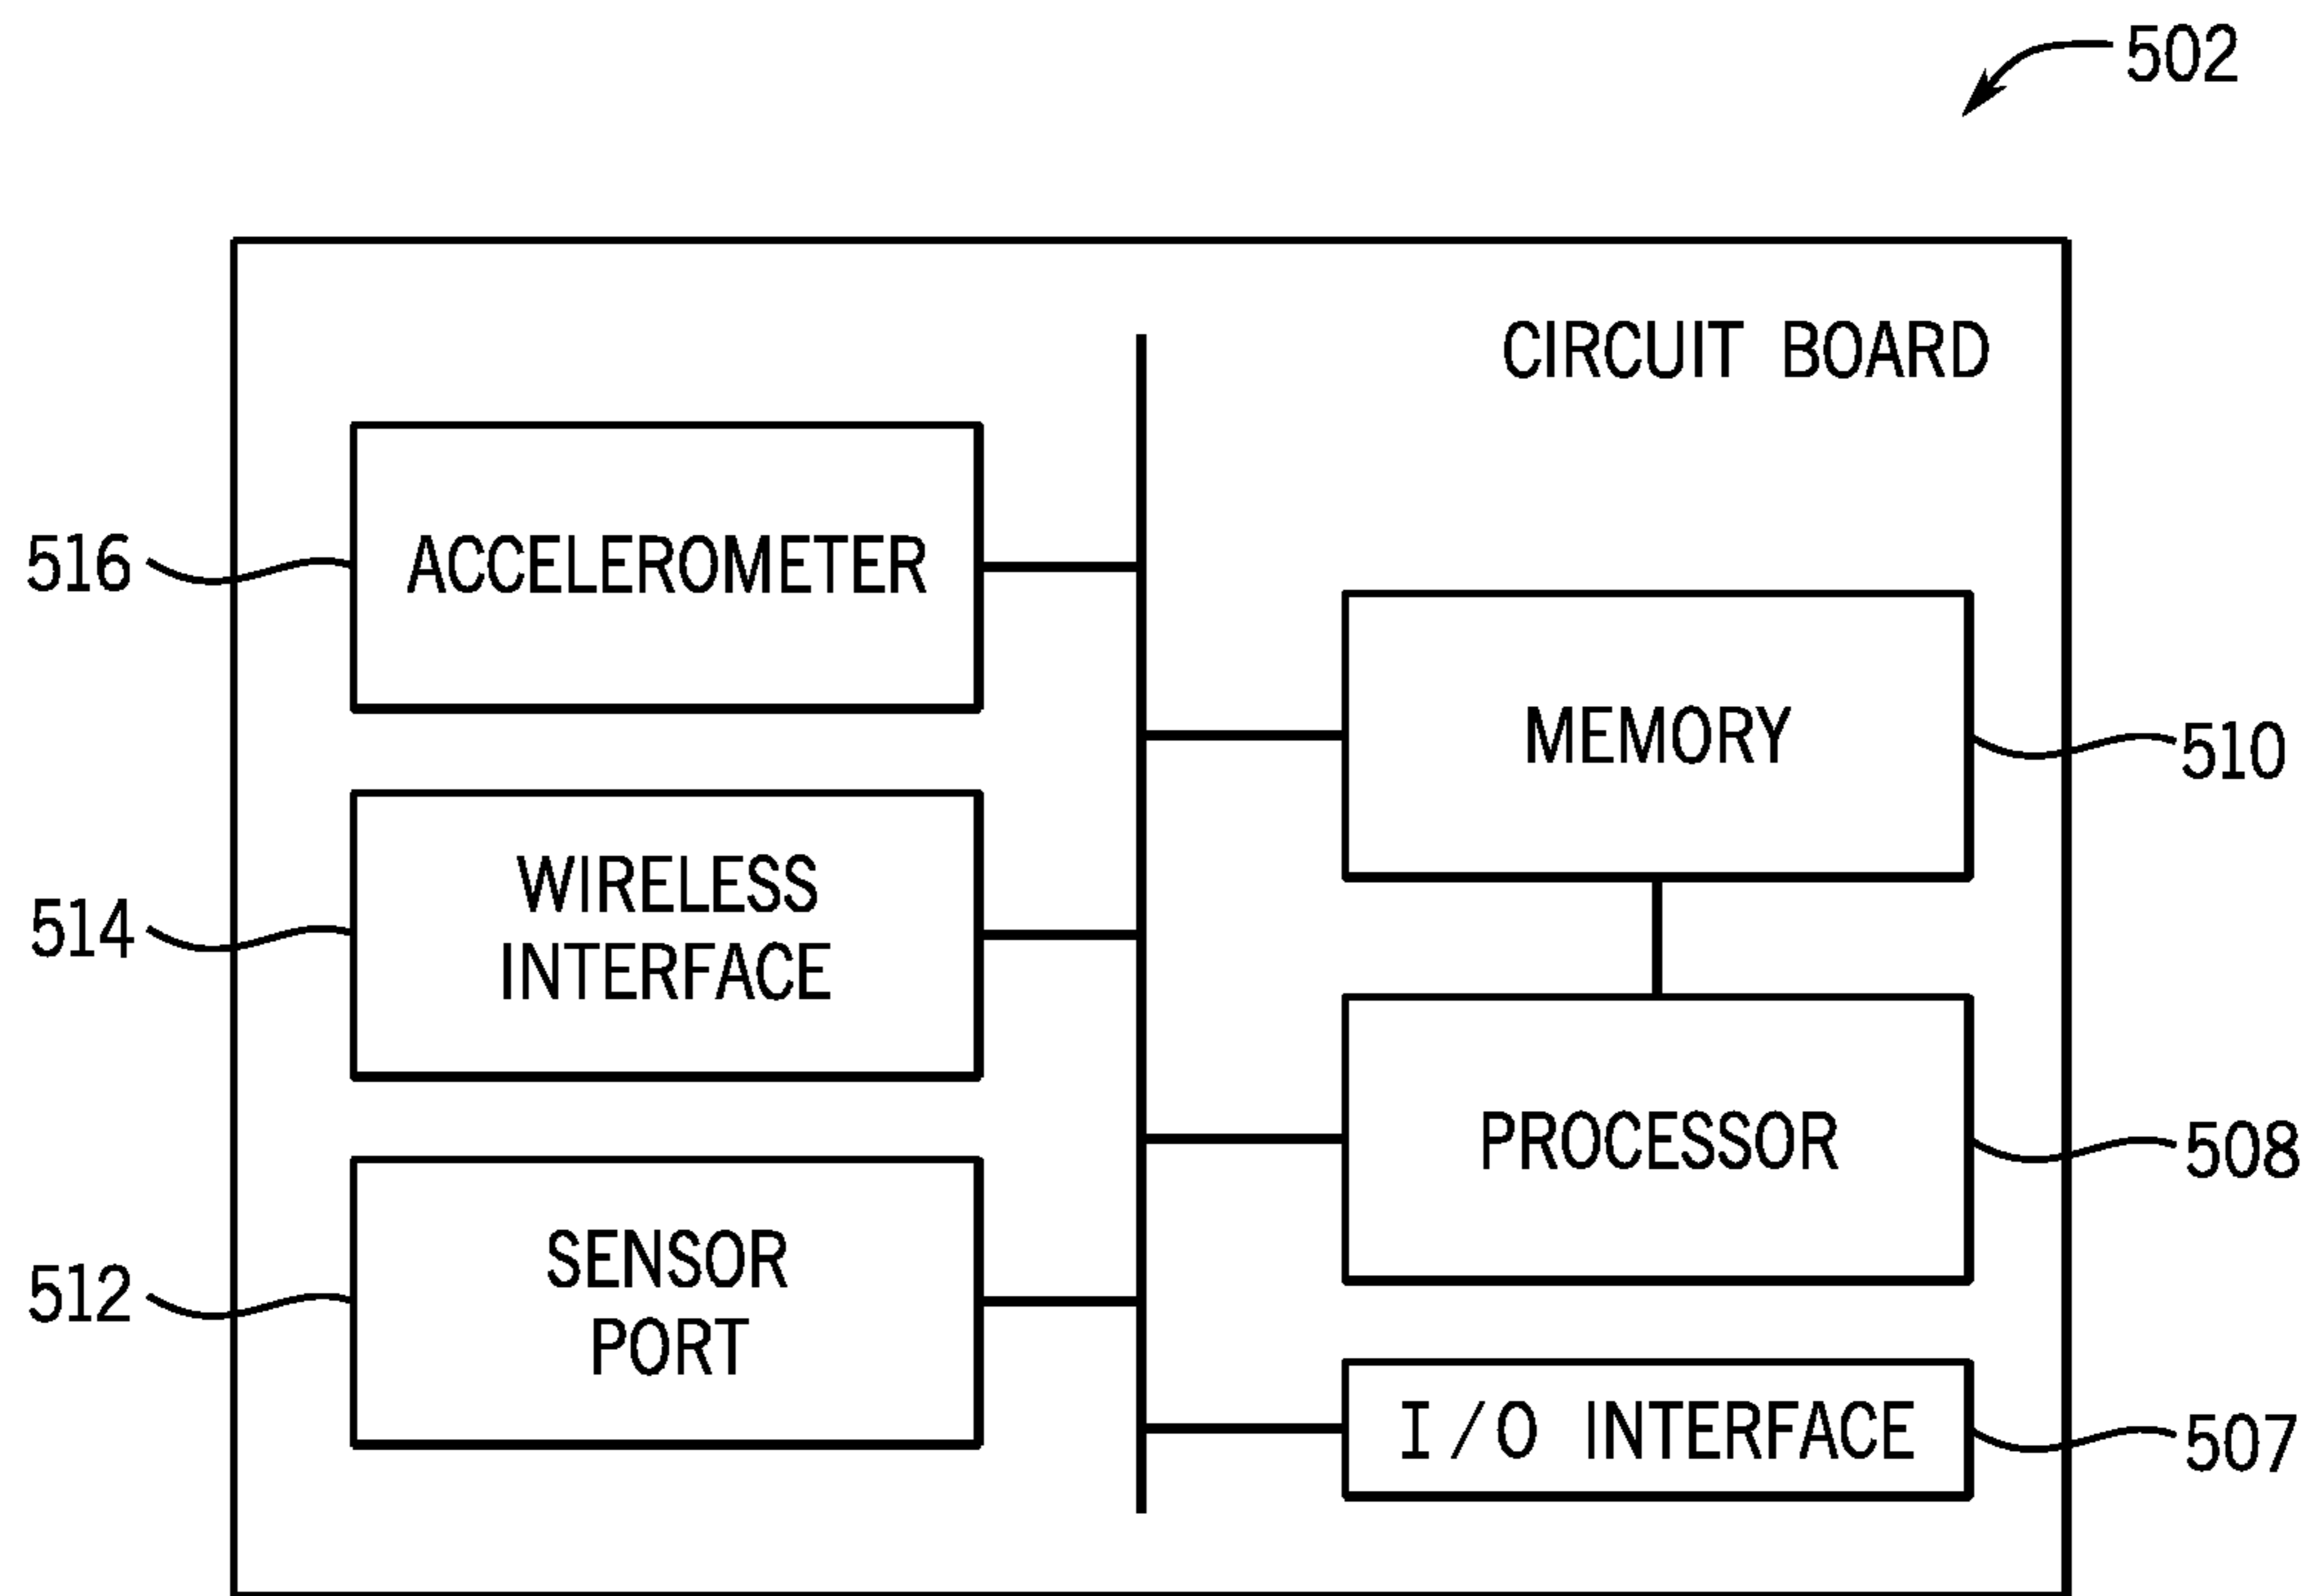 502
CIRCUIT BOARD
516
ACCELEROMETER
MEMORY
510
514
WIRELESS
INTERFACE
PROCESSOR
508
512
SENSOR
PORT
I/O INTERFACE
507